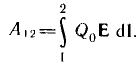 A₁₂ = ∫₁² Q₀E dl.